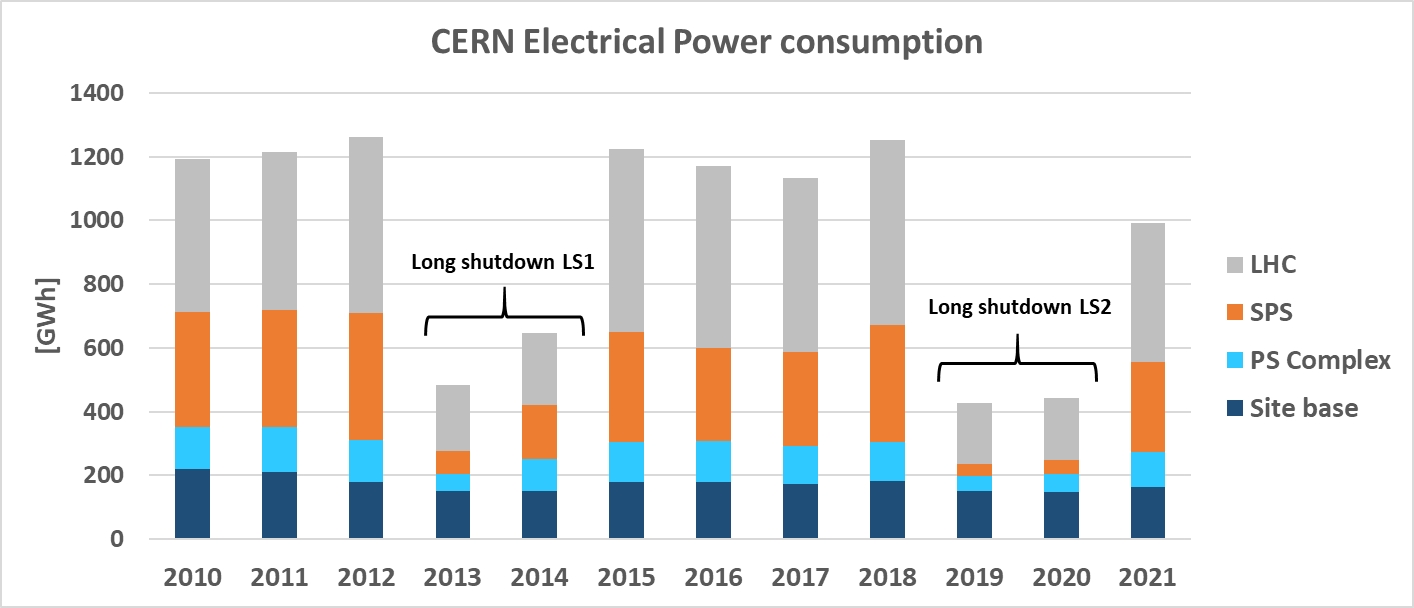 CERN Electrical Power consumption
1400
1200
1000
800
600
400
200
0
[GWh]
Long shutdown LS1
Long shutdown LS2
LHC
SPS
PS Complex
Site base
2010 2011 2012 2013 2014 2015 2016 2017 2018 2019 2020 2021